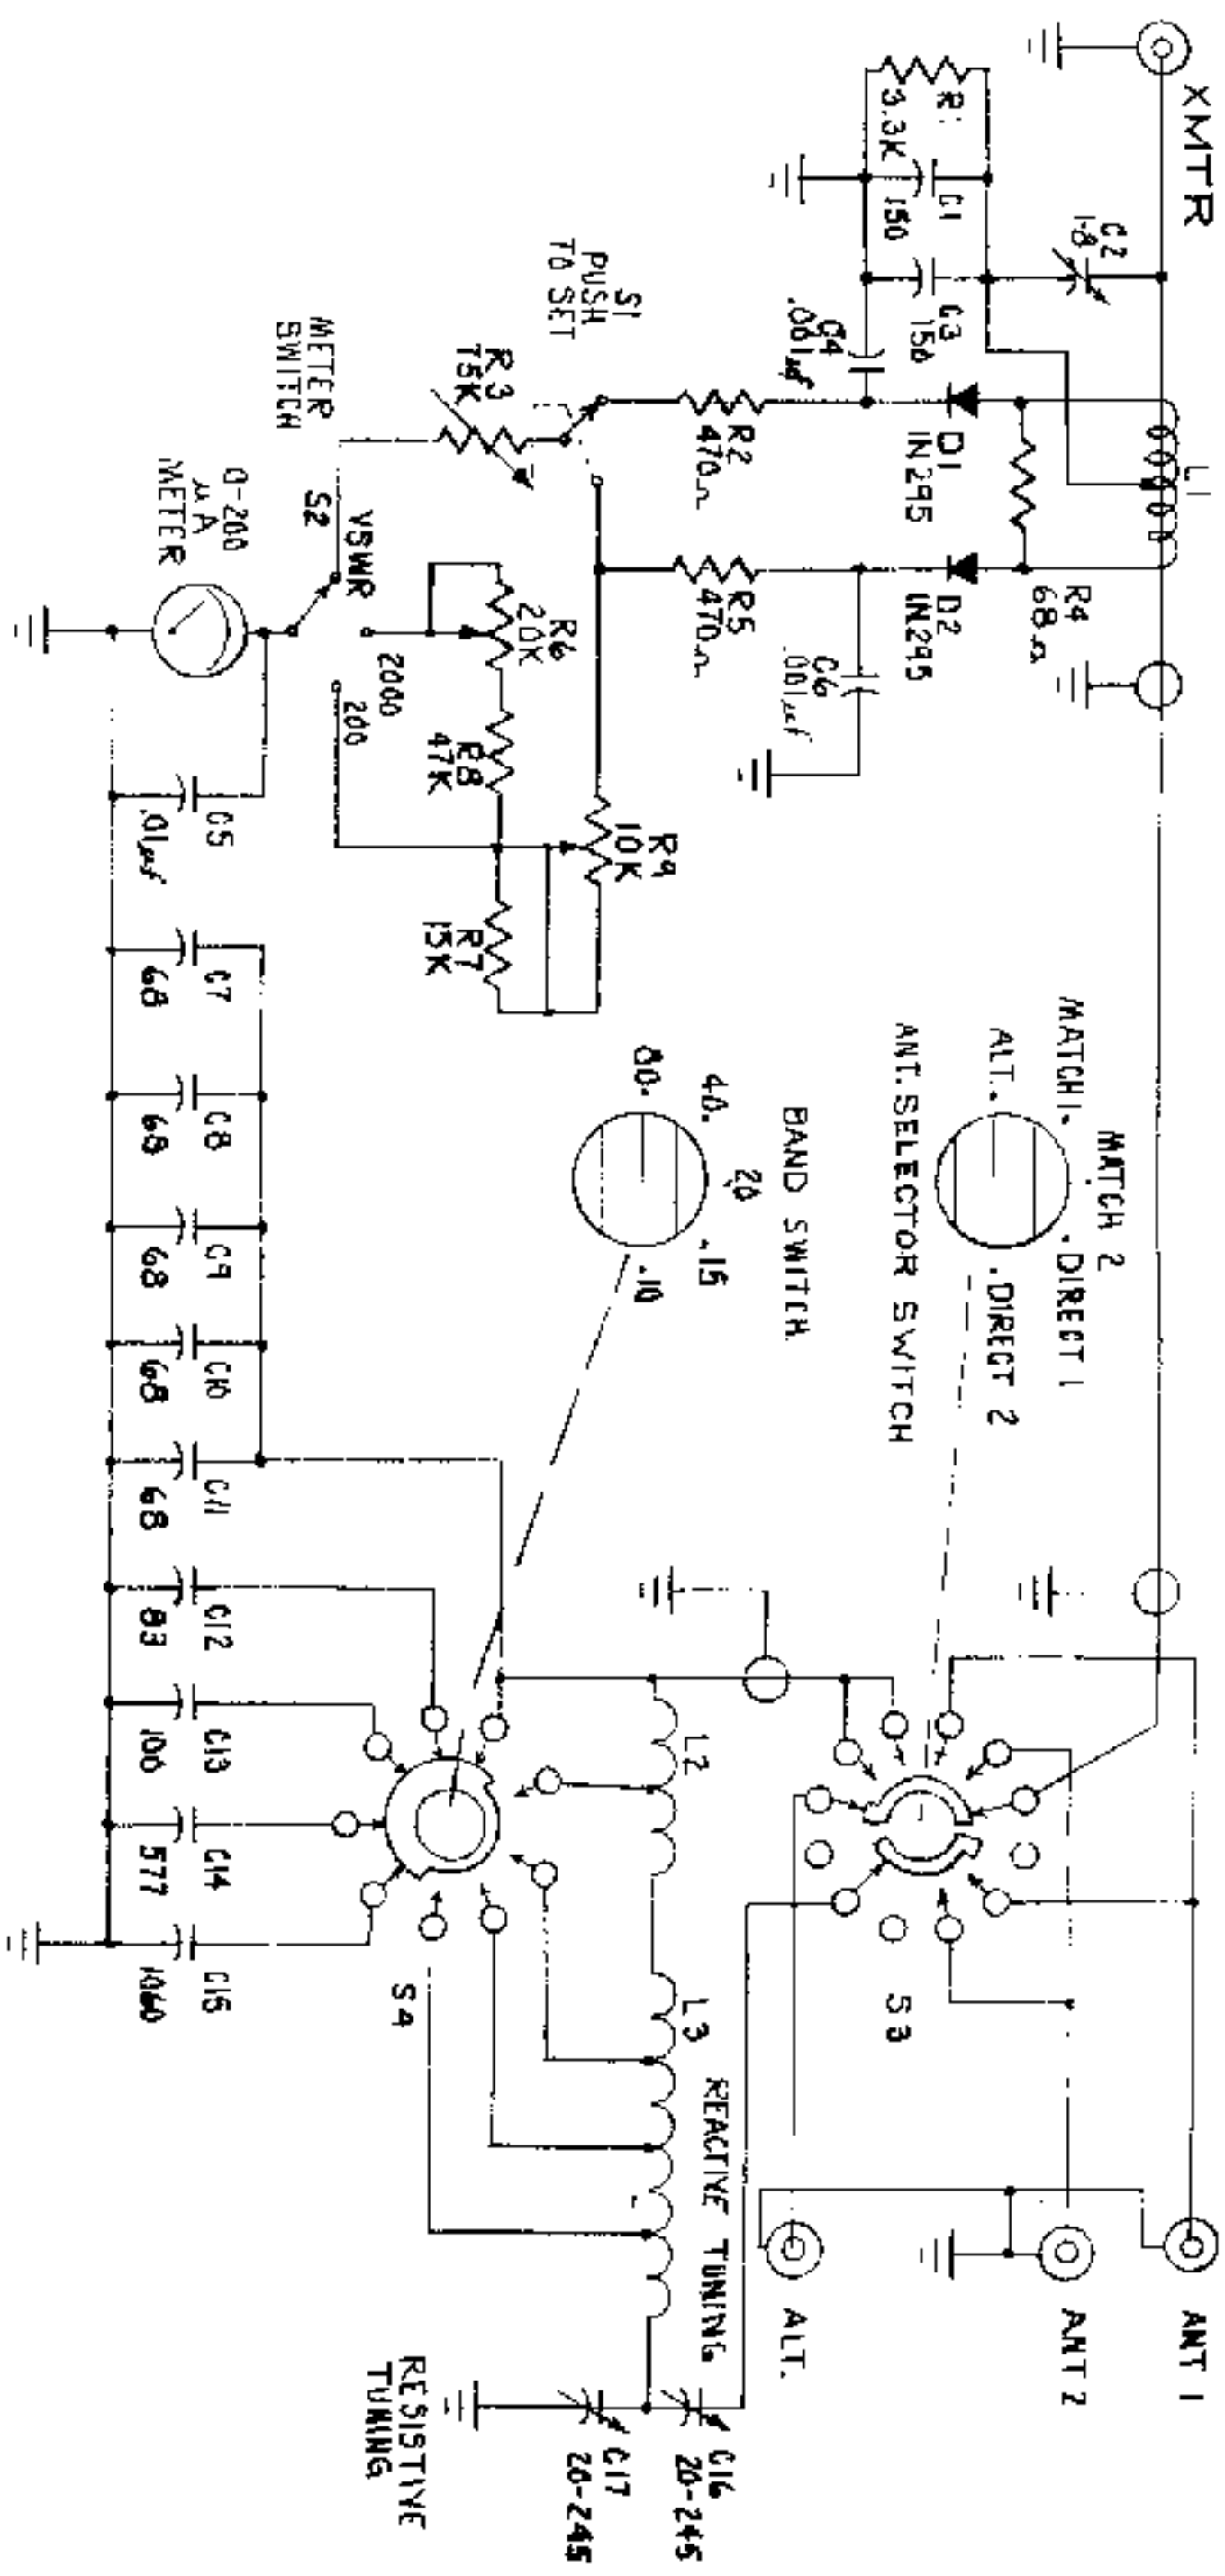 XMTR
R1
3.3K
C1
150
C2
1-8
C3
150
C4
.001µf
D1
1N295
L1
R4
68Ω
D2
1N295
R2
470Ω
R5
470Ω
C6
.001µf
S1
PUSH
TO SET
R3
75K
METER
SWITCH
S2
VSWR
2000
200
0-200
µA
METER
R6
20K
R8
47K
R9
10K
R7
15K
C5
.01µf
C7
68
C8
68
C9
68
C10
68
C11
68
C12
83
C13
100
C14
577
C15
1060
MATCH 2
MATCH 1
DIRECT 1
ALT.
DIRECT 2
ANT. SELECTOR SWITCH
BAND SWITCH
80.
40.
20
.15
.10
S3
S4
L2
L3
REACTIVE TUNING
C16
20-245
C17
20-245
RESISTIVE
TUNING
ANT 1
ANT 2
ALT.